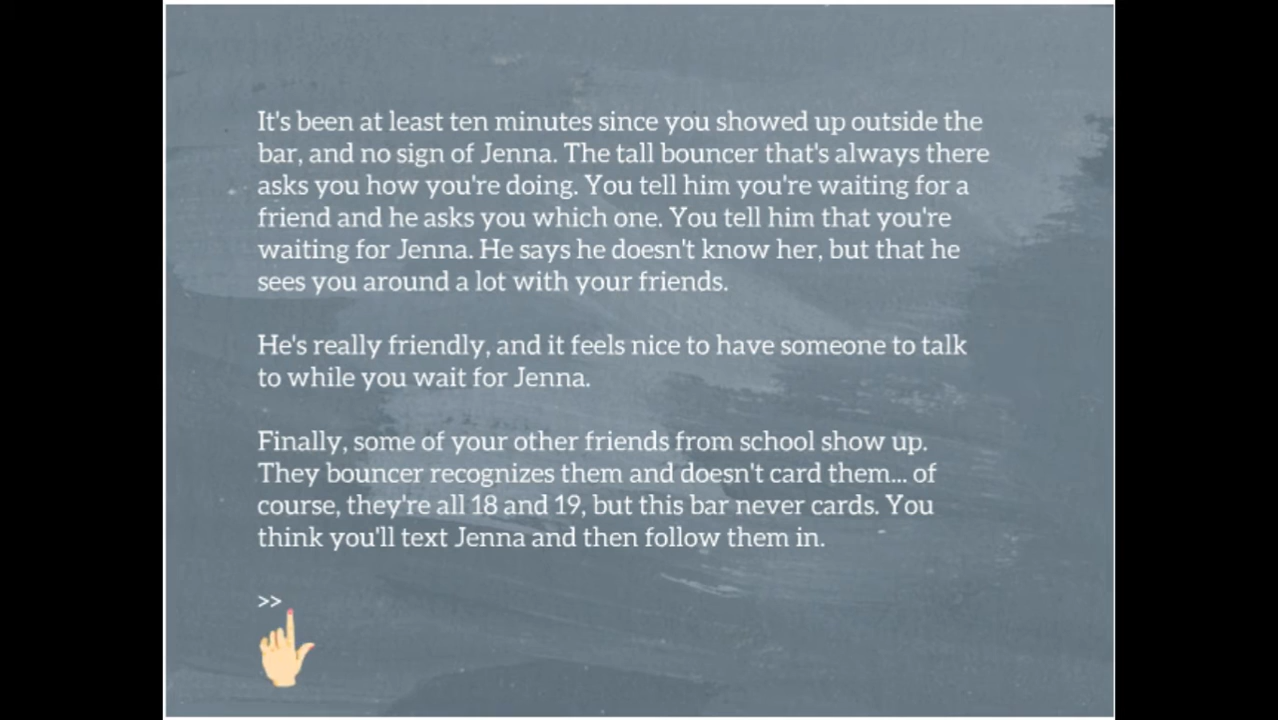 It's been at least ten minutes since you showed up outside the
bar, and no sign of Jenna. The tall bouncer that's always there
asks you how you're doing. You tell him you're waiting for a
friend and he asks you which one. You tell him that you're
waiting for Jenna. He says he doesn't know her, but that he
sees you around a lot with your friends.
He's really friendly, and it feels nice to have someone to talk
to while you wait for Jenna.
Finally, some of your other friends from school show up.
They bouncer recognizes them and doesn't card them... of
course, they're all 18 and 19, but this bar never cards. You
think you'll text Jenna and then follow them in.
>>